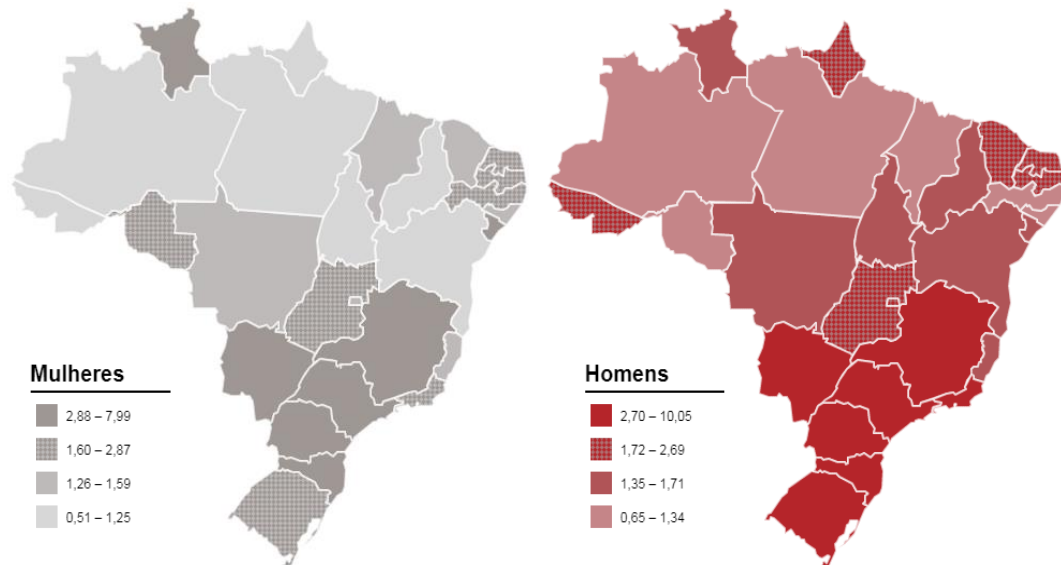 Mulheres
2,88 – 7,99
1,60 – 2,87
1,26 – 1,59
0,51 – 1,25
Homens
2,70 – 10,05
1,72 – 2,69
1,35 – 1,71
0,65 – 1,34